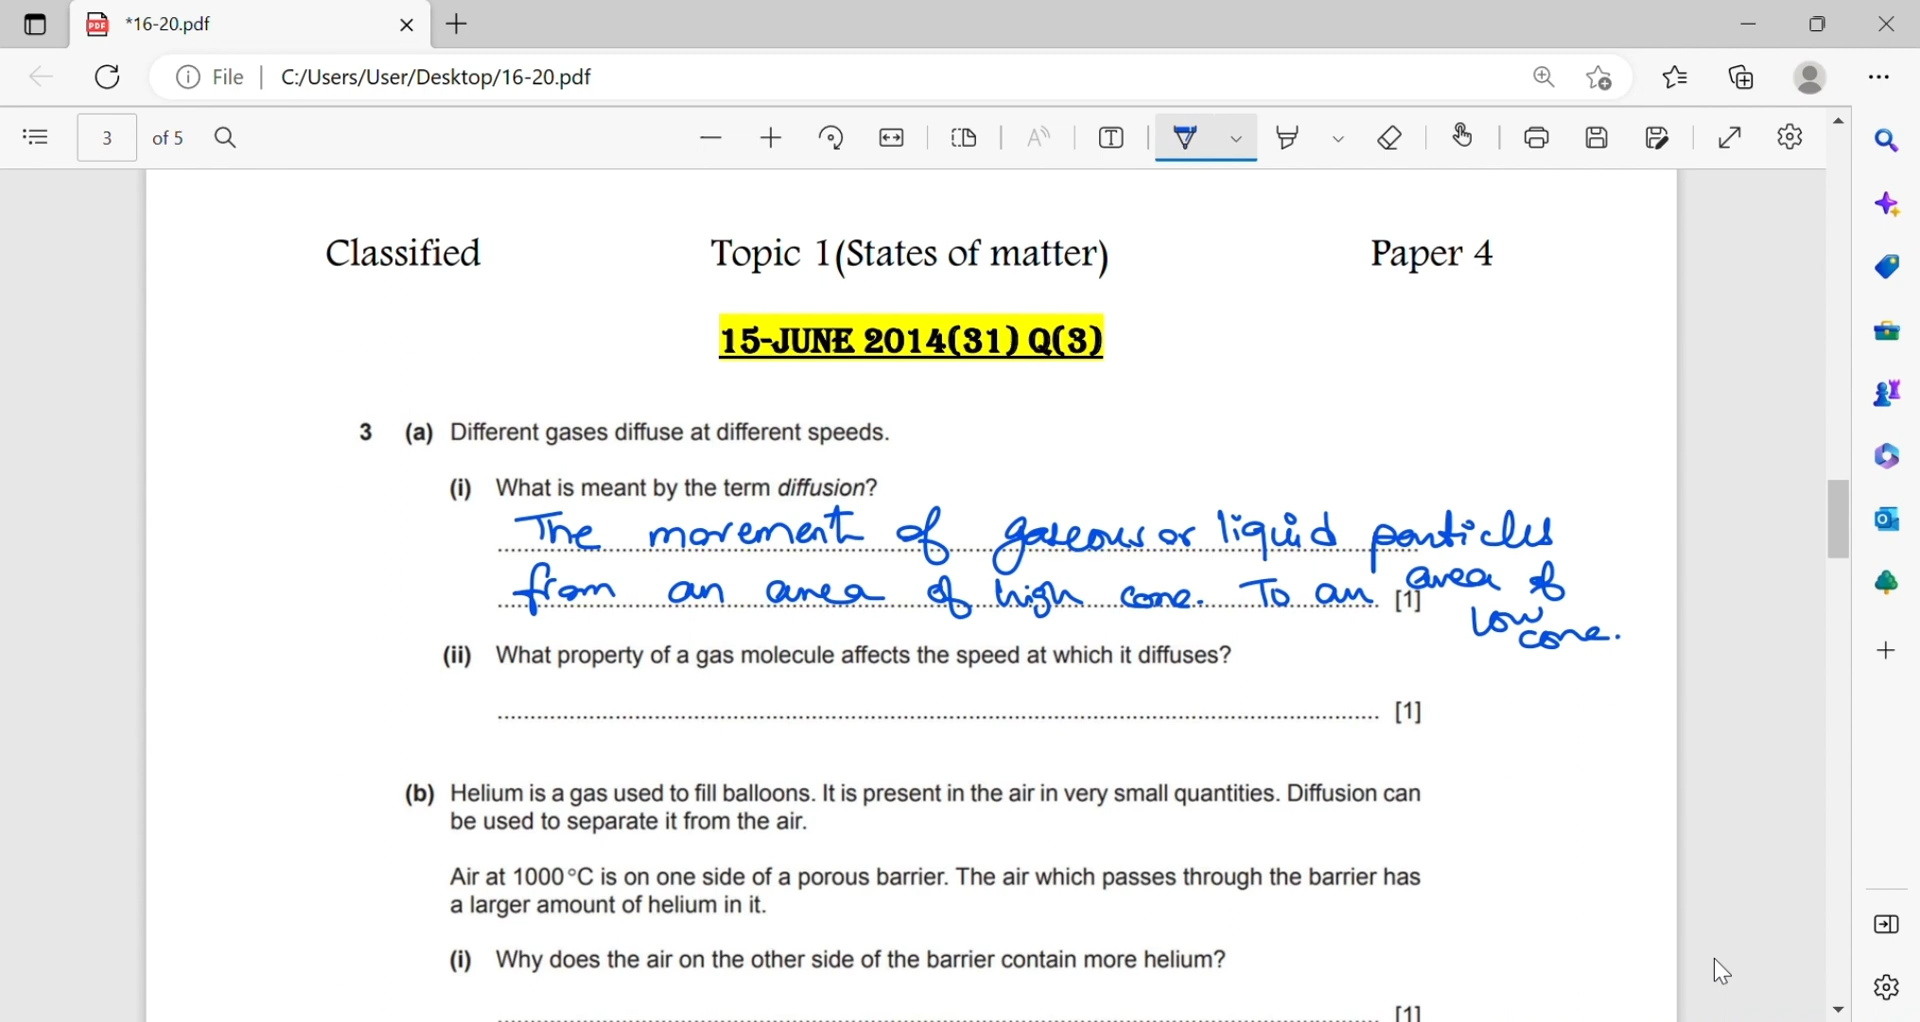 *16-20.pdf
File | C:/Users/User/Desktop/16-20.pdf
3 of 5
Classified Topic 1(States of matter) Paper 4
15-JUNE 2014(31) Q(3)
3 (a) Different gases diffuse at different speeds.
(i) What is meant by the term diffusion?
The movement of gaseous or liquid particles
from an area of high conc. To an area of
low conc.
[1]
(ii) What property of a gas molecule affects the speed at which it diffuses?
[1]
(b) Helium is a gas used to fill balloons. It is present in the air in very small quantities. Diffusion can
be used to separate it from the air.
Air at 1000 °C is on one side of a porous barrier. The air which passes through the barrier has
a larger amount of helium in it.
(i) Why does the air on the other side of the barrier contain more helium?
[1]